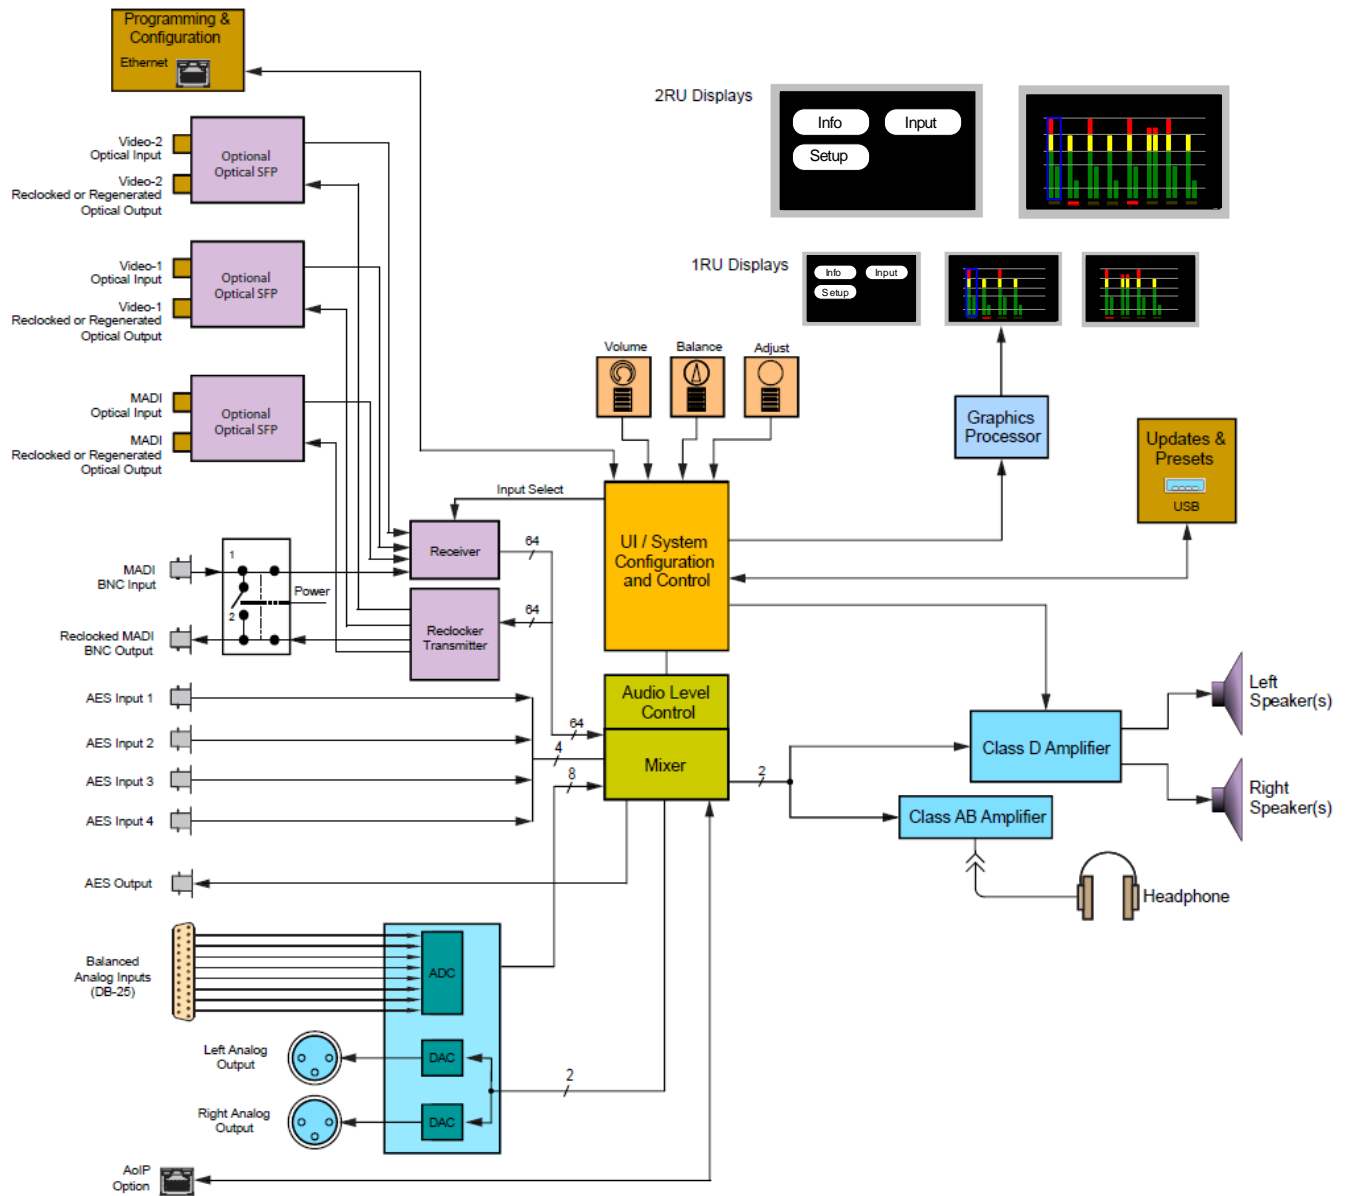 Programming &
Configuration
Ethernet
Video-2
Optical Input
Video-2
Reclocked or Regenerated
Optical Output
Optional
Optical SFP
Video-1
Optical Input
Video-1
Reclocked or Regenerated
Optical Output
Optional
Optical SFP
MADI
Optical Input
MADI
Reclocked or Regenerated
Optical Output
Optional
Optical SFP
2RU Displays
Info
Input
Setup
1RU Displays
Info
Input
Setup
Volume
Balance
Adjust
Graphics
Processor
Updates &
Presets
USB
Input Select
UI / System
Configuration
and Control
Receiver
64
MADI
BNC Input
1
Power
2
Reclocked MADI
BNC Output
Reclocker
Transmitter
64
AES Input 1
AES Input 2
AES Input 3
AES Input 4
64
4
8
Audio Level
Control
Mixer
2
Class D Amplifier
Left
Speaker(s)
Right
Speaker(s)
Class AB Amplifier
Headphone
AES Output
Balanced
Analog Inputs
(DB-25)
ADC
Left Analog
Output
DAC
2
Right Analog
Output
DAC
AoIP
Option